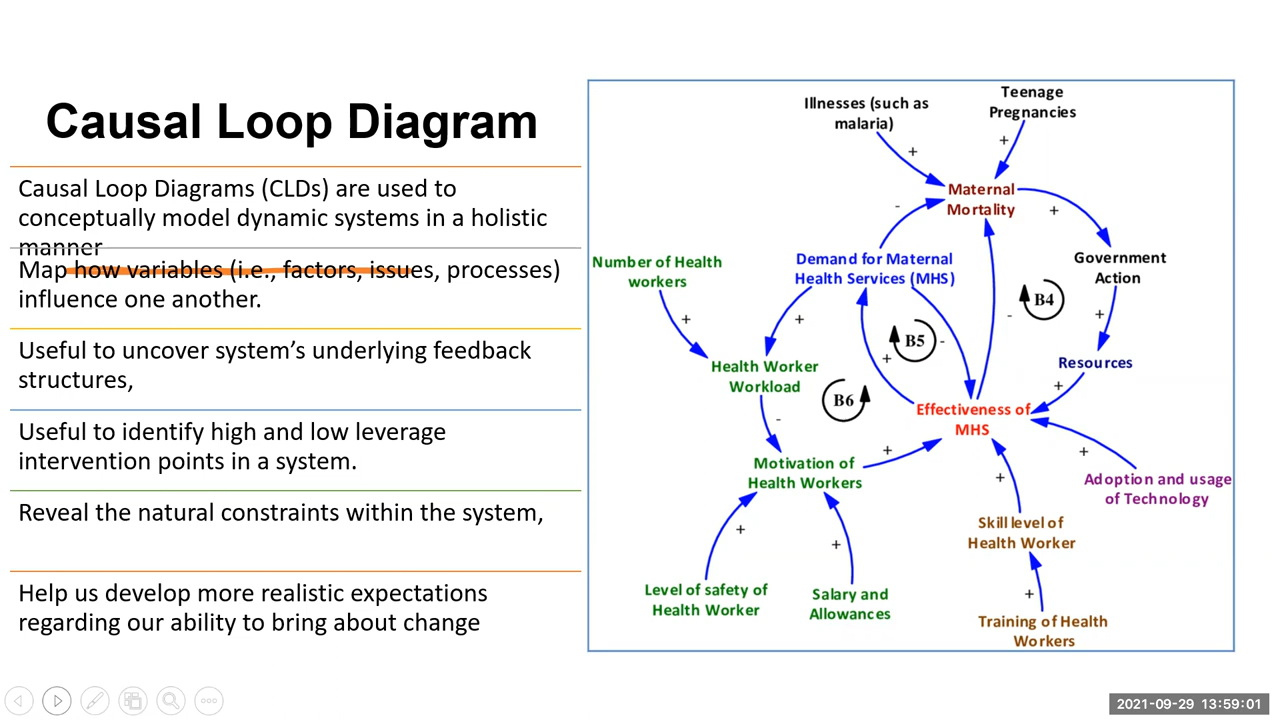 Causal Loop Diagram
Causal Loop Diagrams (CLDs) are used to
conceptually model dynamic systems in a holistic
manner
Map how variables (i.e., factors, issues, processes)
influence one another.
Useful to uncover system’s underlying feedback
structures,
Useful to identify high and low leverage
intervention points in a system.
Reveal the natural constraints within the system,
Help us develop more realistic expectations
regarding our ability to bring about change
Illnesses (such as
malaria)
Teenage
Pregnancies
+
+
Maternal
Mortality
-
+
Number of Health
workers
Demand for Maternal
Health Services (MHS)
Government
Action
+
+
B4
-
+
B5
-
+
Health Worker
Workload
Resources
+
B6
-
Effectiveness of
MHS
+
+
Motivation of
Health Workers
+
Adoption and usage
of Technology
+
+
Skill level of
Health Worker
+
Level of safety of
Health Worker
Salary and
Allowances
Training of Health
Workers
2021-09-29 13:59:01